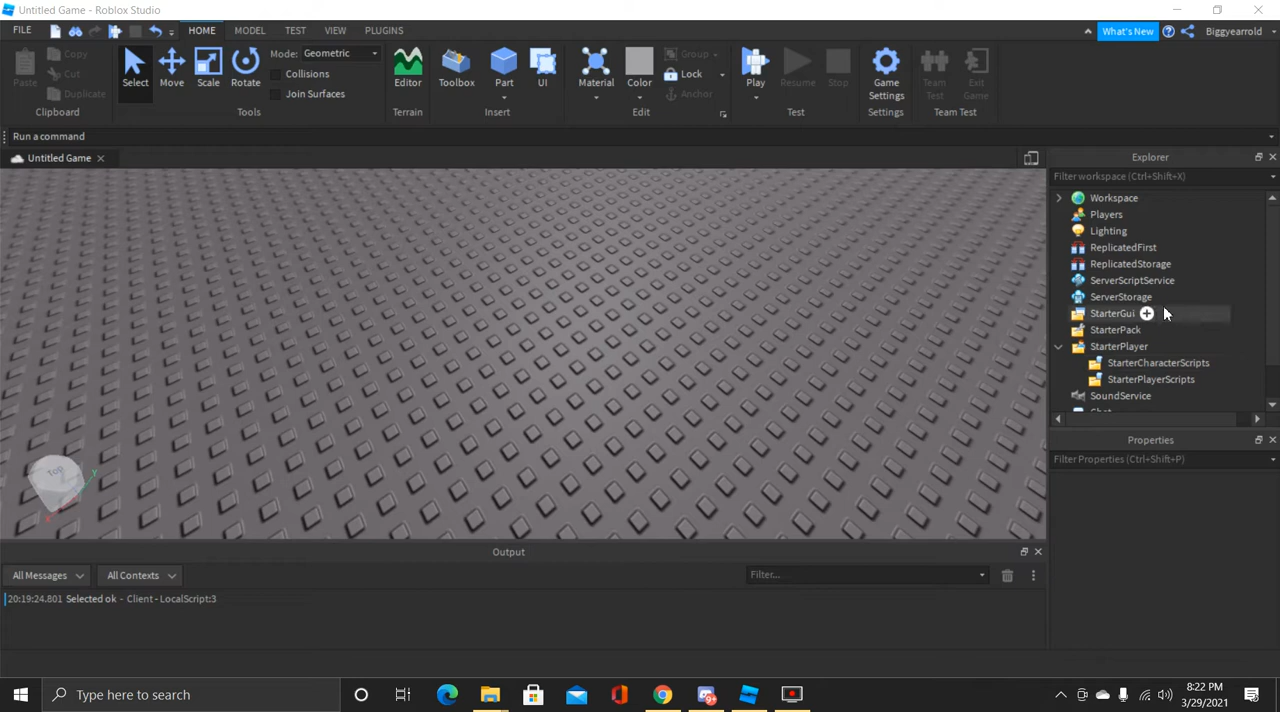 Untitled Game - Roblox Studio
FILE HOME MODEL TEST VIEW PLUGINS What's New Biggyearrold
Paste Copy Cut Duplicate Select Move Scale Rotate Mode: Geometric Collisions Join Surfaces Editor Toolbox Part UI Material Color Group Lock Anchor Play Resume Stop Game Settings Team Test Exit Game
Clipboard Tools Terrain Insert Edit Test Settings Team Test
Run a command
Untitled Game
Explorer
Filter workspace (Ctrl+Shift+X)
Workspace
Players
Lighting
ReplicatedFirst
ReplicatedStorage
ServerScriptService
ServerStorage
StarterGui
StarterPack
StarterPlayer
StarterCharacterScripts
StarterPlayerScripts
SoundService
Chat
Properties
Filter Properties (Ctrl+Shift+P)
TOP
Y
X
Output
All Messages All Contexts Filter...
20:19:24.801 Selected ok - Client - LocalScript:3
Type here to search
8:22 PM
3/29/2021